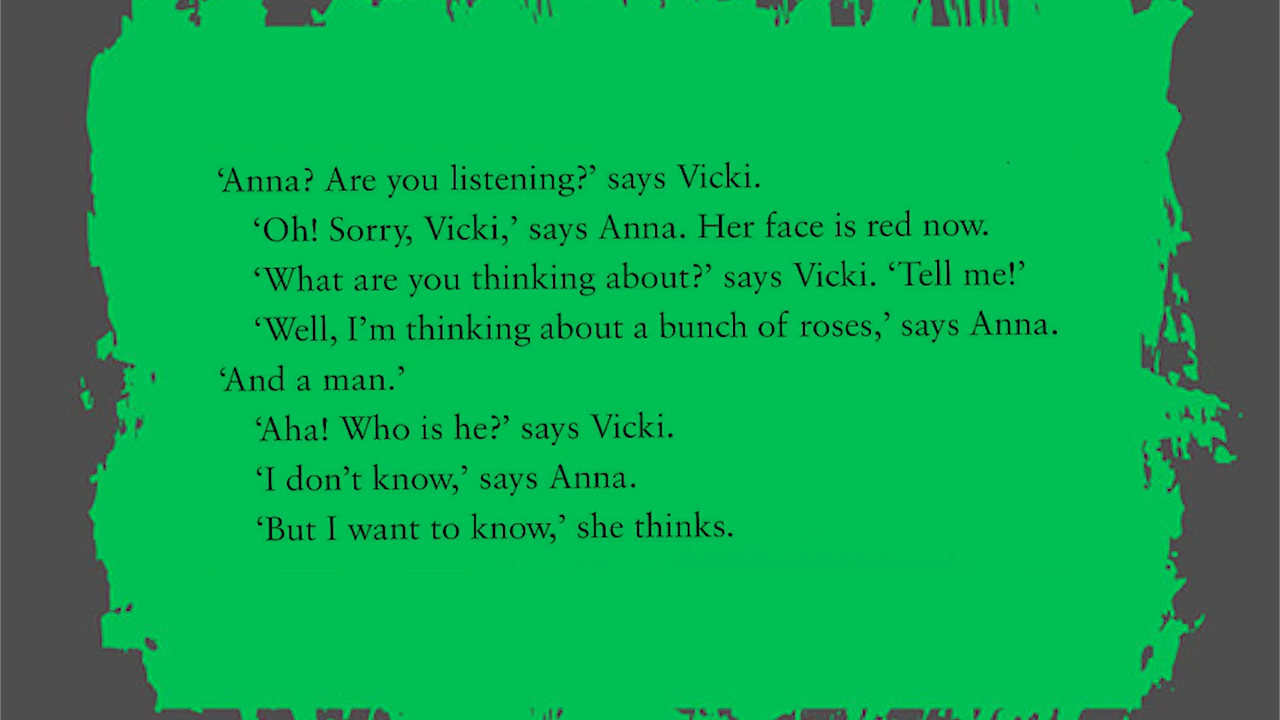 ‘Anna? Are you listening?’ says Vicki.
‘Oh! Sorry, Vicki,’ says Anna. Her face is red now.
‘What are you thinking about?’ says Vicki. ‘Tell me!’
‘Well, I’m thinking about a bunch of roses,’ says Anna.
‘And a man.’
‘Aha! Who is he?’ says Vicki.
‘I don’t know,’ says Anna.
‘But I want to know,’ she thinks.